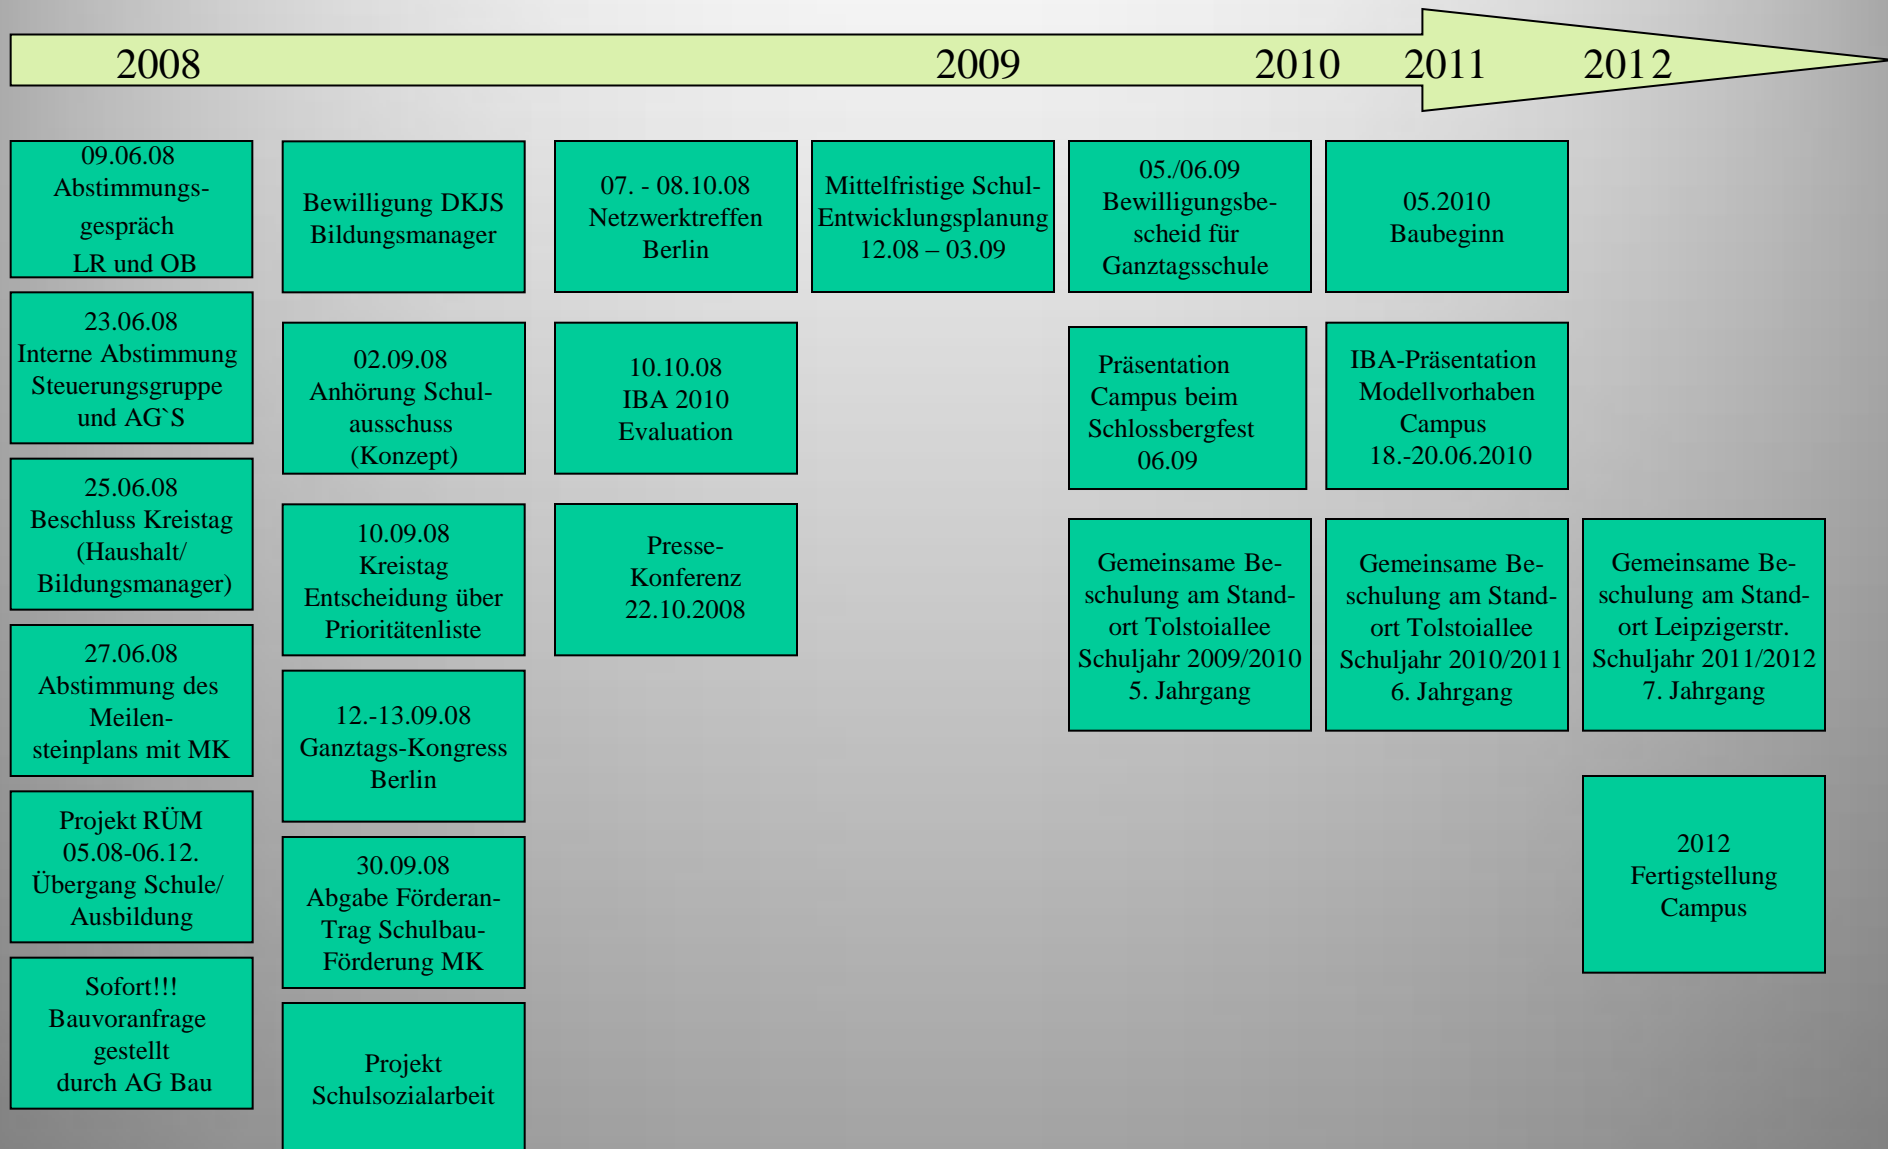 2008 2009 2010 2011 2012
09.06.08
Abstimmungs-
gespräch
LR und OB
23.06.08
Interne Abstimmung
Steuerungsgruppe
und AG`S
25.06.08
Beschluss Kreistag
(Haushalt/
Bildungsmanager)
27.06.08
Abstimmung des
Meilen-
steinplans mit MK
Projekt RÜM
05.08-06.12.
Übergang Schule/
Ausbildung
Sofort!!!
Bauvoranfrage
gestellt
durch AG Bau
Bewilligung DKJS
Bildungsmanager
02.09.08
Anhörung Schul-
ausschuss
(Konzept)
10.09.08
Kreistag
Entscheidung über
Prioritätenliste
12.-13.09.08
Ganztags-Kongress
Berlin
30.09.08
Abgabe Förderan-
Trag Schulbau-
Förderung MK
Projekt
Schulsozialarbeit
07. - 08.10.08
Netzwerktreffen
Berlin
10.10.08
IBA 2010
Evaluation
Presse-
Konferenz
22.10.2008
Mittelfristige Schul-
Entwicklungsplanung
12.08 – 03.09
05./06.09
Bewilligungsbe-
scheid für
Ganztagsschule
Präsentation
Campus beim
Schlossbergfest
06.09
Gemeinsame Be-
schulung am Stand-
ort Tolstoiallee
Schuljahr 2009/2010
5. Jahrgang
05.2010
Baubeginn
IBA-Präsentation
Modellvorhaben
Campus
18.-20.06.2010
Gemeinsame Be-
schulung am Stand-
ort Tolstoiallee
Schuljahr 2010/2011
6. Jahrgang
Gemeinsame Be-
schulung am Stand-
ort Leipzigerstr.
Schuljahr 2011/2012
7. Jahrgang
2012
Fertigstellung
Campus